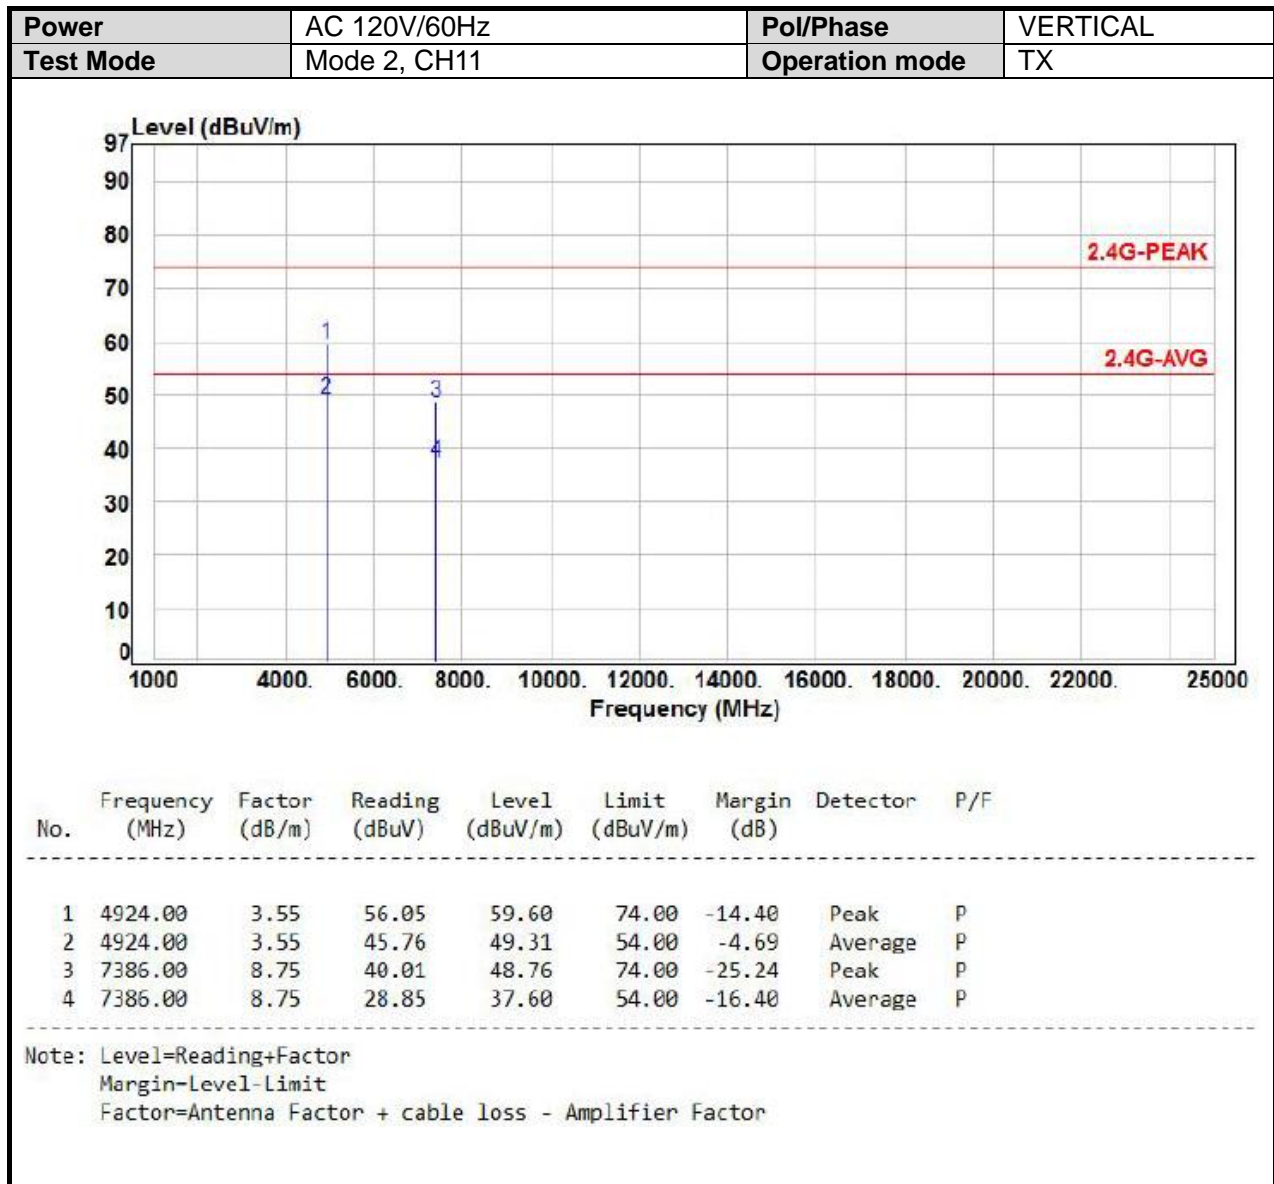 Power AC 120V/60Hz Pol/Phase VERTICAL
Test Mode Mode 2, CH11 Operation mode TX
Level (dBuV/m)
97
90
80
2.4G-PEAK
70
1
60
2.4G-AVG
2 3
50
40 4
30
20
10
0
1000 4000. 6000. 8000. 10000. 12000. 14000. 16000. 18000. 20000. 22000. 25000
Frequency (MHz)
Frequency Factor Reading Level Limit Margin Detector P/F
No. (MHz) (dB/m) (dBuV) (dBuV/m) (dBuV/m) (dB)
1 4924.00 3.55 56.05 59.60 74.00 -14.40 Peak P
2 4924.00 3.55 45.76 49.31 54.00 -4.69 Average P
3 7386.00 8.75 40.01 48.76 74.00 -25.24 Peak P
4 7386.00 8.75 28.85 37.60 54.00 -16.40 Average P
Note: Level=Reading+Factor
Margin=Level-Limit
Factor=Antenna Factor + cable loss - Amplifier Factor